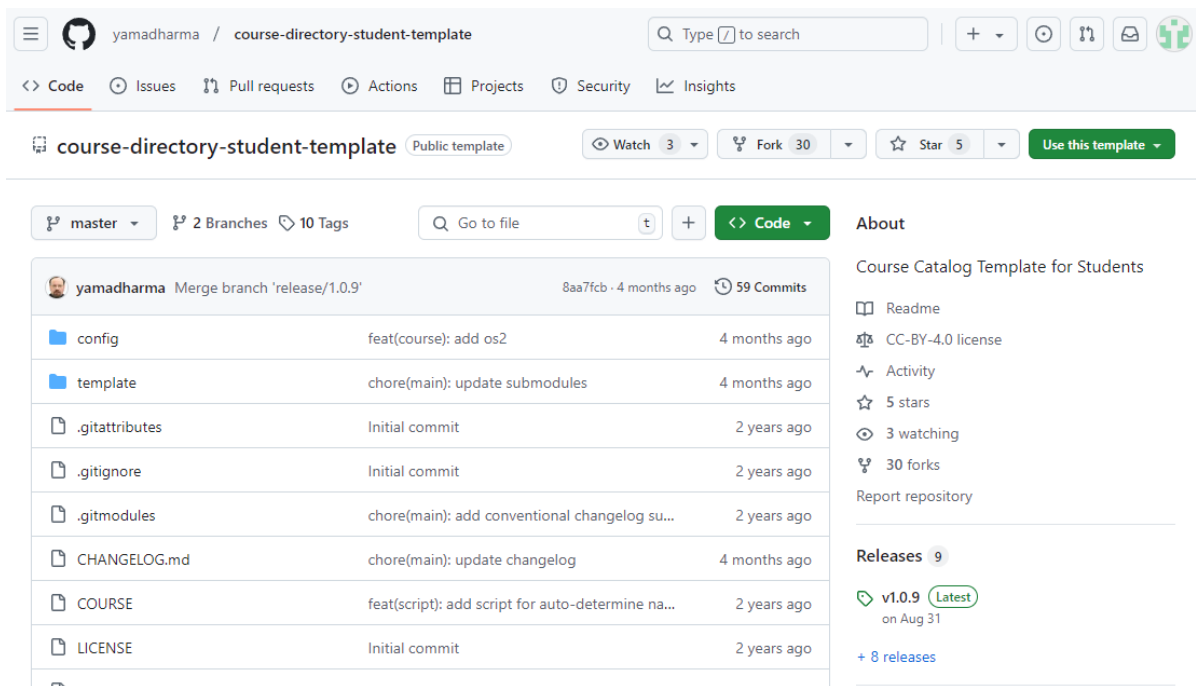 yamadharma / course-directory-student-template
Type / to search
Code Issues Pull requests Actions Projects Security Insights
course-directory-student-template Public template
Watch 3 Fork 30 Star 5 Use this template
master 2 Branches 10 Tags Go to file t Code
yamadharma Merge branch 'release/1.0.9' 8aa7fcb · 4 months ago 59 Commits
config feat(course): add os2 4 months ago
template chore(main): update submodules 4 months ago
.gitattributes Initial commit 2 years ago
.gitignore Initial commit 2 years ago
.gitmodules chore(main): add conventional changelog su... 2 years ago
CHANGELOG.md chore(main): update changelog 4 months ago
COURSE feat(script): add script for auto-determine na... 2 years ago
LICENSE Initial commit 2 years ago
About
Course Catalog Template for Students
Readme
CC-BY-4.0 license
Activity
5 stars
3 watching
30 forks
Report repository
Releases 9
v1.0.9 Latest
on Aug 31
+ 8 releases